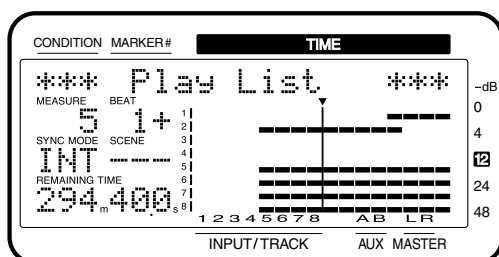 CONDITION MARKER# TIME
*** Play List ***
MEASURE BEAT
5 1+
SYNC MODE SCENE
INT ---
REMAINING TIME
294m40.0s
1
2
3
4
5
6
7
8
1 2 3 4 5 6 7 8 A B L R
INPUT/TRACK AUX MASTER
–dB
0
4
12
24
48